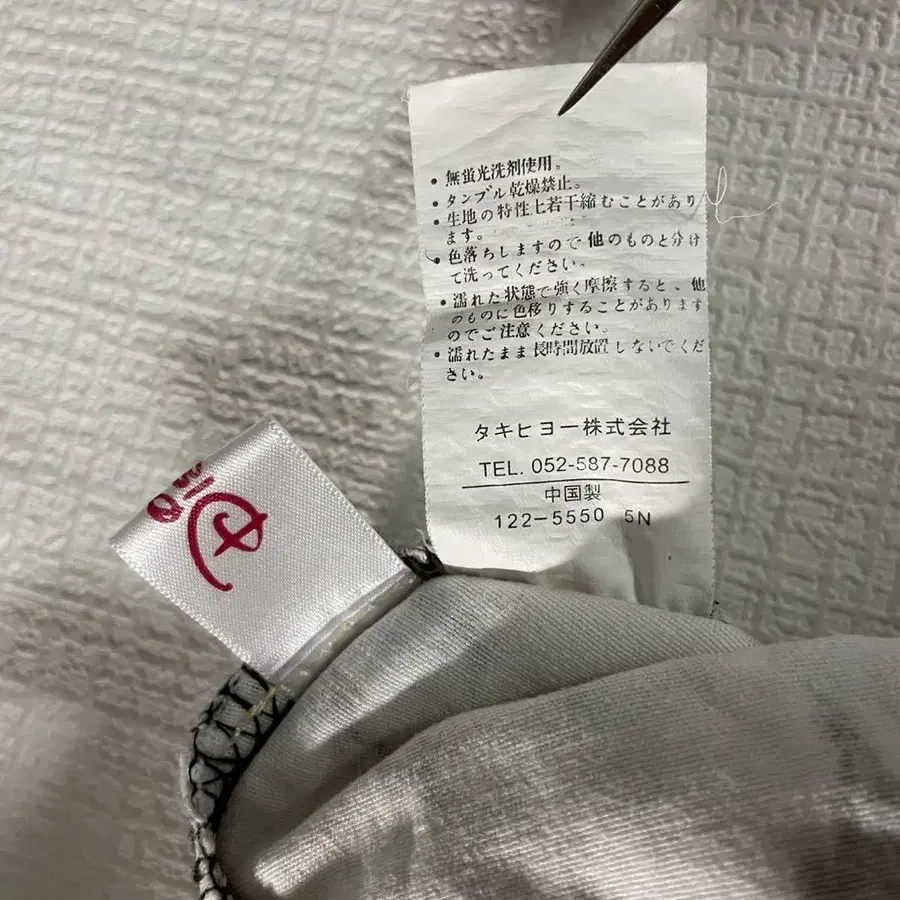 ・無蛍光洗剤使用。
・タンブル乾燥禁止。
・生地の特性上若干縮むことがあり
ます。
・色落ちしますので他のものと分け
て洗ってください。
・濡れた状態で強く摩擦すると、他
のものに色移りすることがあります
のでご注意ください。
・濡れたまま長時間放置しないでくだ
さい。
タキヒヨー株式会社
TEL. 052-587-7088
中国製
122-5550 5N